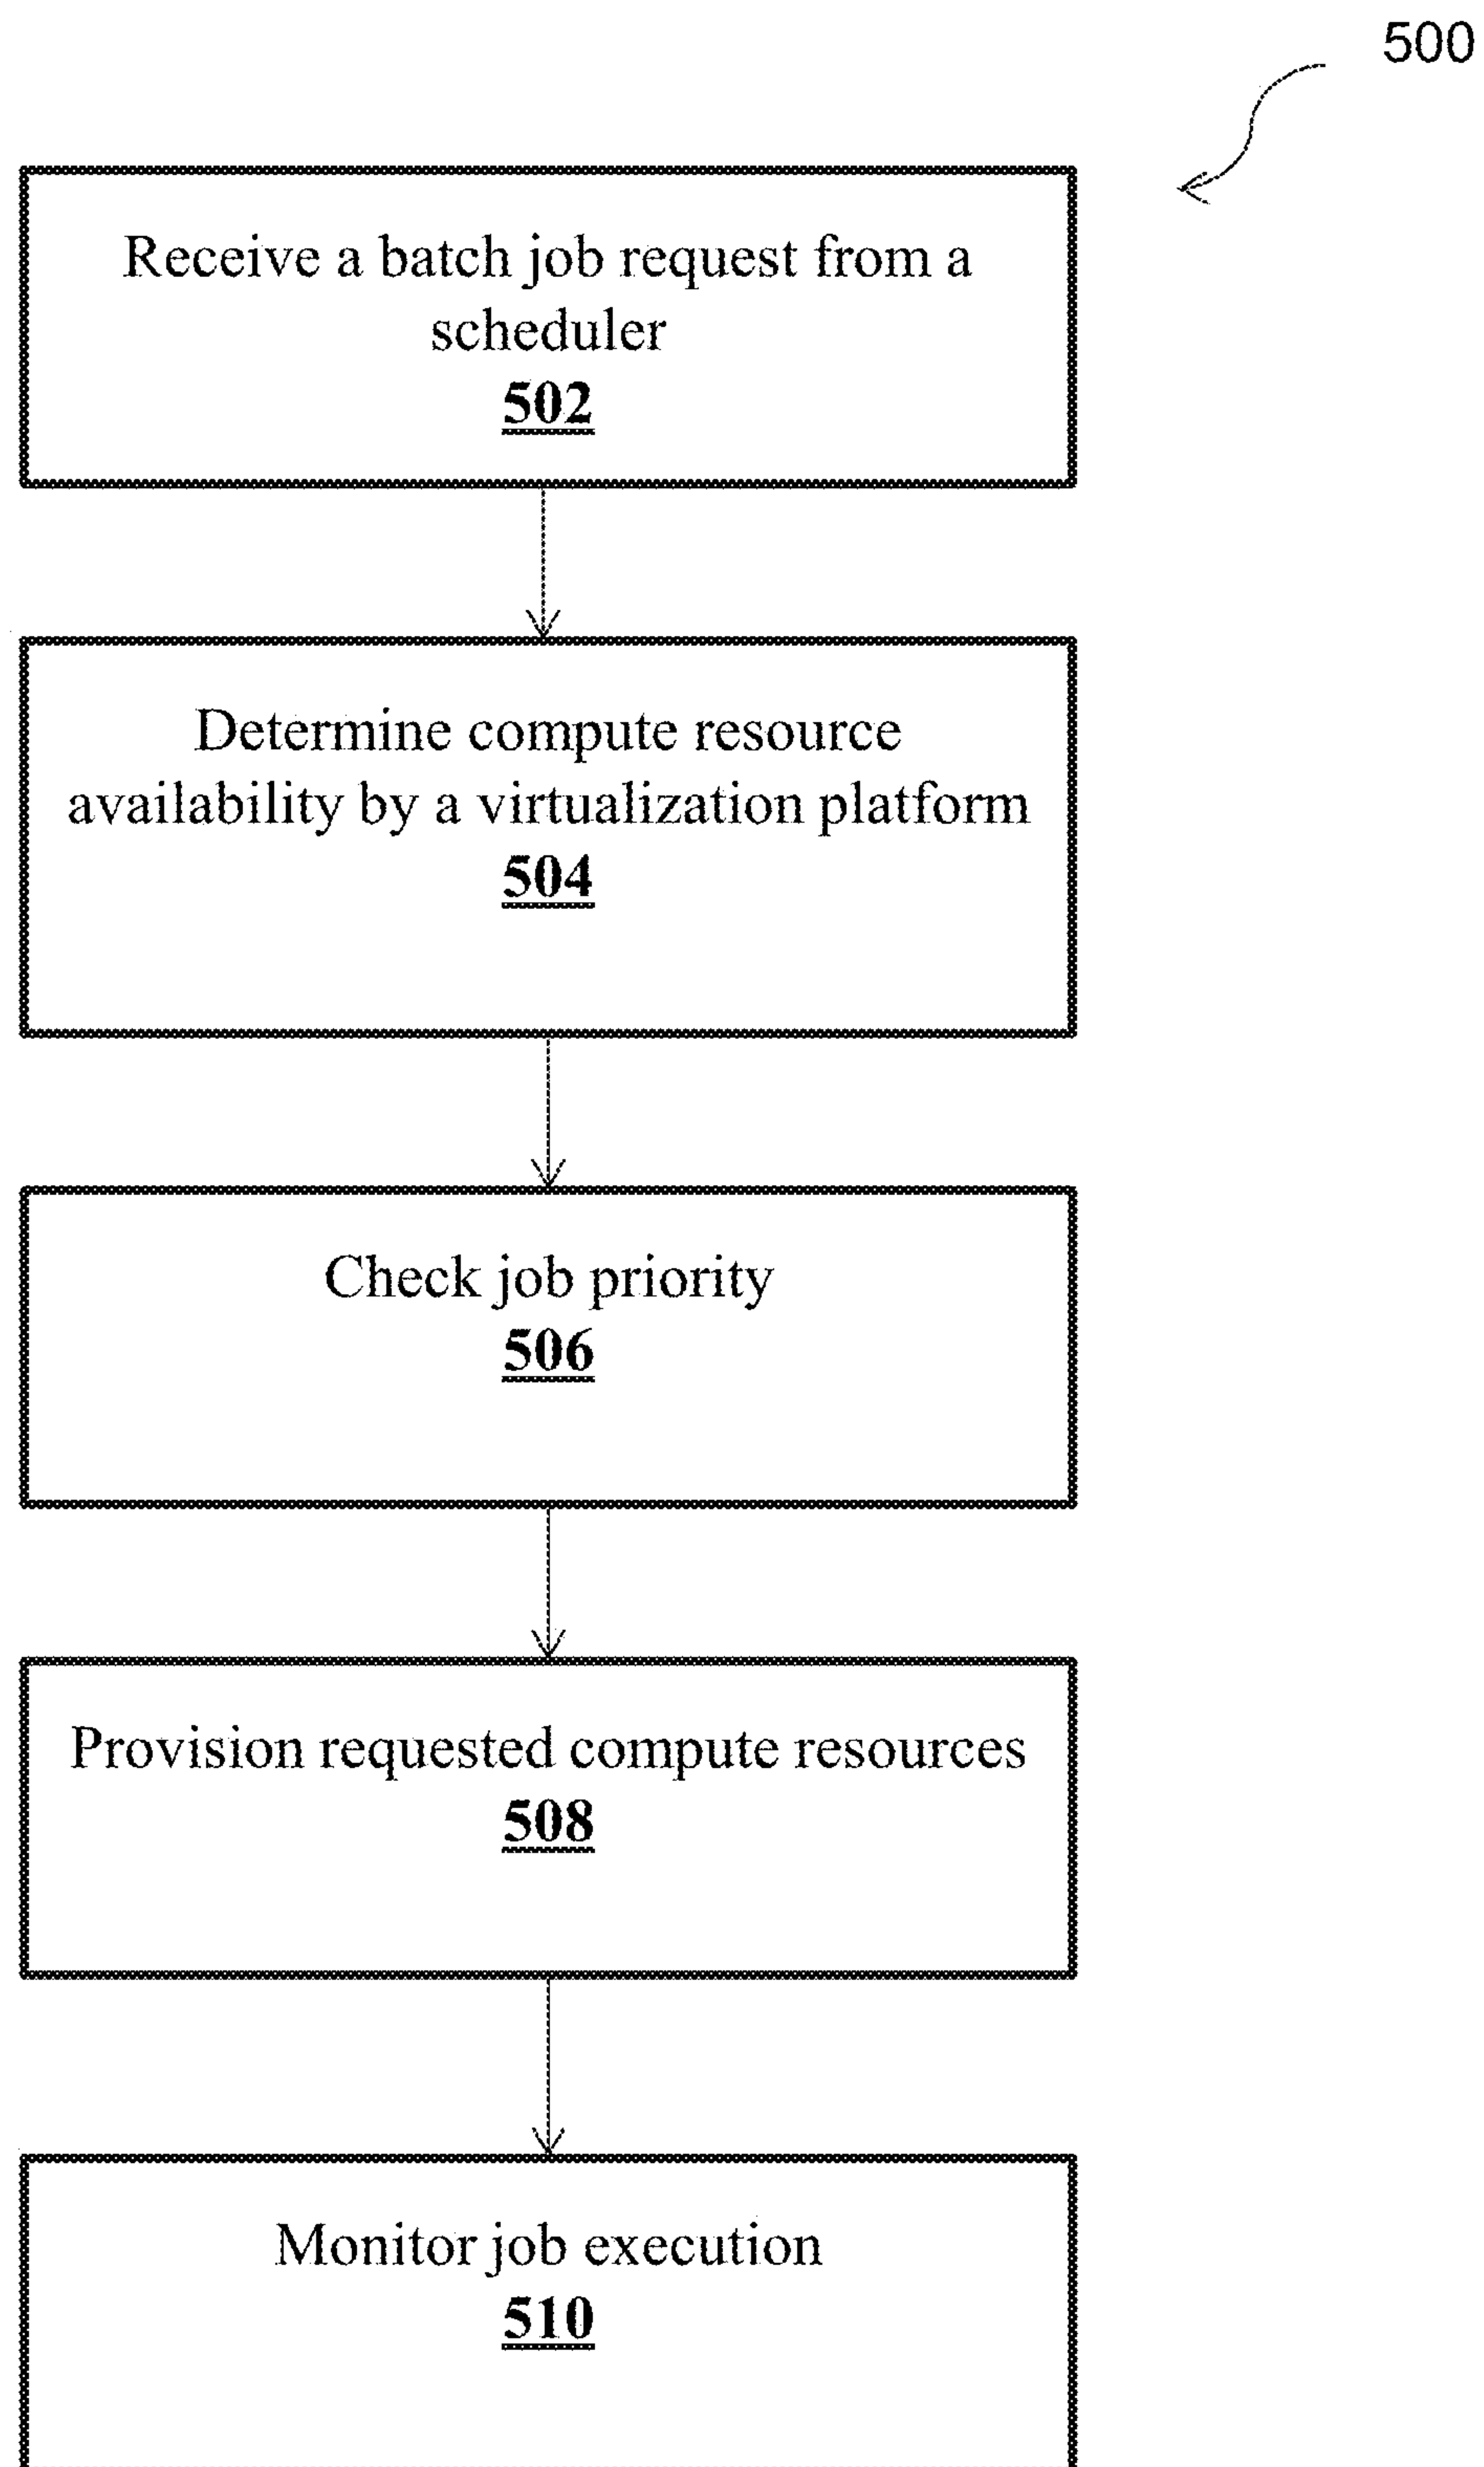 500
Receive a batch job request from a
scheduler
502
Determine compute resource
availability by a virtualization platform
504
Check job priority
506
Provision requested compute resources
508
Monitor job execution
510